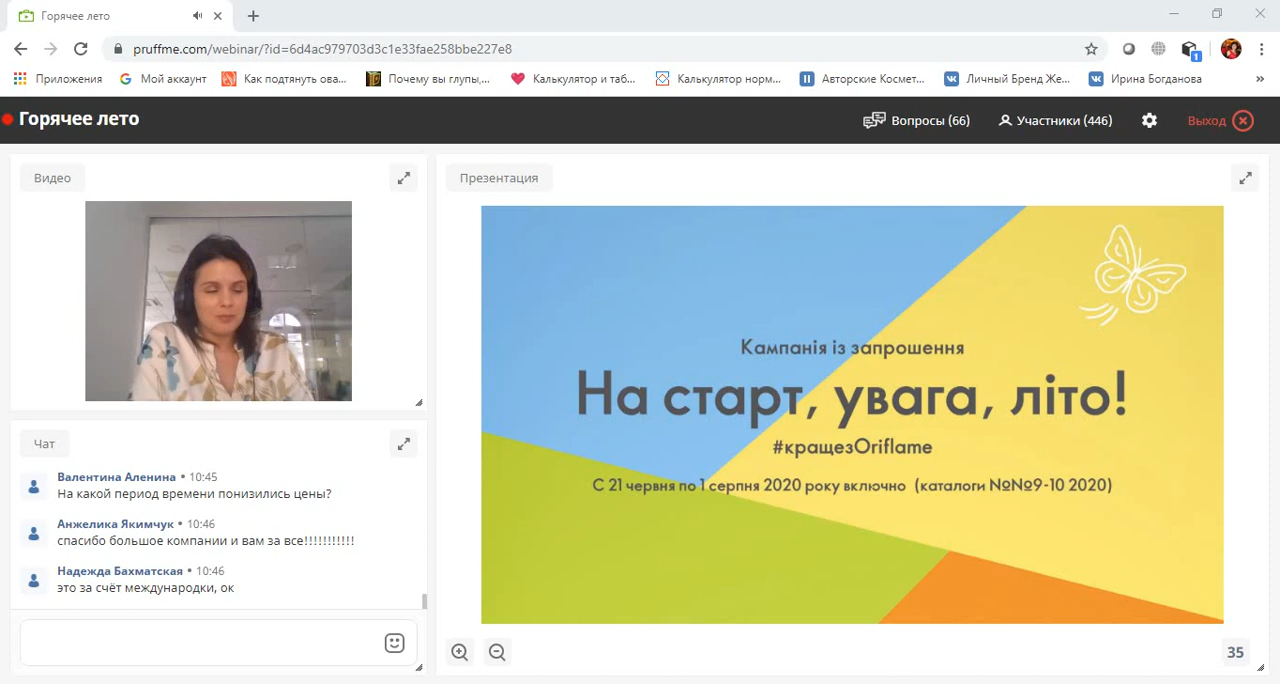 Горячее лето
pruffme.com/webinar/?id=6d4ac979703d3c1e33fae258bbe227e8
1
Приложения
Мой аккаунт
Как подтянуть ова...
Почему вы глупы,...
Калькулятор и таб...
Калькулятор норм...
Авторские Космет...
Личный Бренд Же...
Ирина Богданова
»
Горячее лето
Вопросы (66)
Участники (446)
Выход
Видео
Презентация
Кампанія із запрошення
На старт, увага, літо!
#кращезOriflame
С 21 червня по 1 серпня 2020 року включно (каталоги №№9-10 2020)
Чат
Валентина Аленина • 10:45
На какой период времени понизились цены?
Анжелика Якимчук • 10:46
спасибо большое компании и вам за все!!!!!!!!!!!
Надежда Бахматская • 10:46
это за счёт международки, ок
35